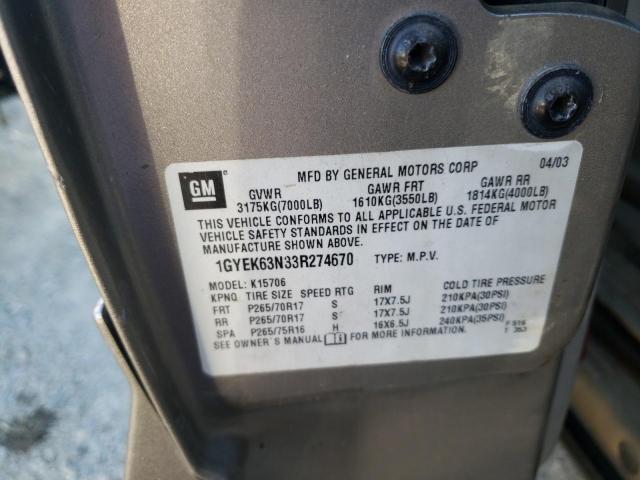 GM
MFD BY GENERAL MOTORS CORP 04/03
GVWR GAWR FRT GAWR RR
3175KG(7000LB) 1610KG(3550LB) 1814KG(4000LB)
THIS VEHICLE CONFORMS TO ALL APPLICABLE U.S. FEDERAL MOTOR
VEHICLE SAFETY STANDARDS IN EFFECT ON THE DATE OF
MANUFACTURE SHOWN ABOVE.
1GYEK63N33R274670 TYPE: M.P.V.
MODEL: K15706
KPNQ TIRE SIZE SPEED RTG RIM COLD TIRE PRESSURE
FRT P265/70R17 S 17X7.5J 210KPA(30PSI)
RR P265/70R17 S 17X7.5J 210KPA(30PSI)
SPA P265/75R16 H 16X6.5J 240KPA(35PSI)
SEE OWNER'S MANUAL FOR MORE INFORMATION.
F 516
T 353